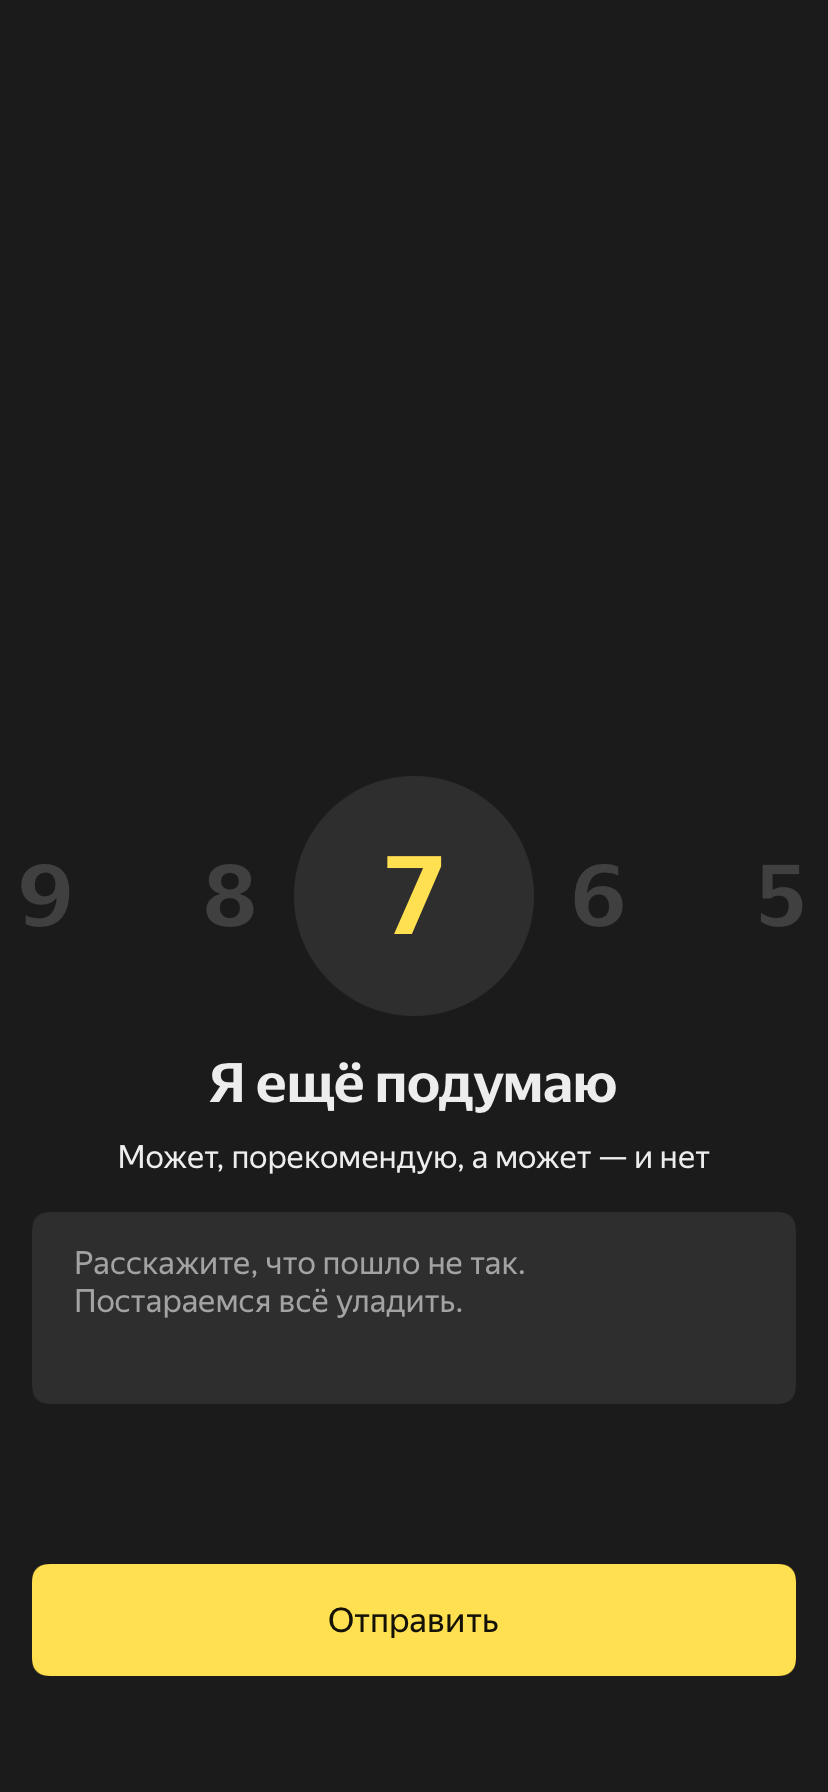 9 8 7 6 5
Я ещё подумаю
Может, порекомендую, а может — и нет
Расскажите, что пошло не так.
Постараемся всё уладить.
Отправить